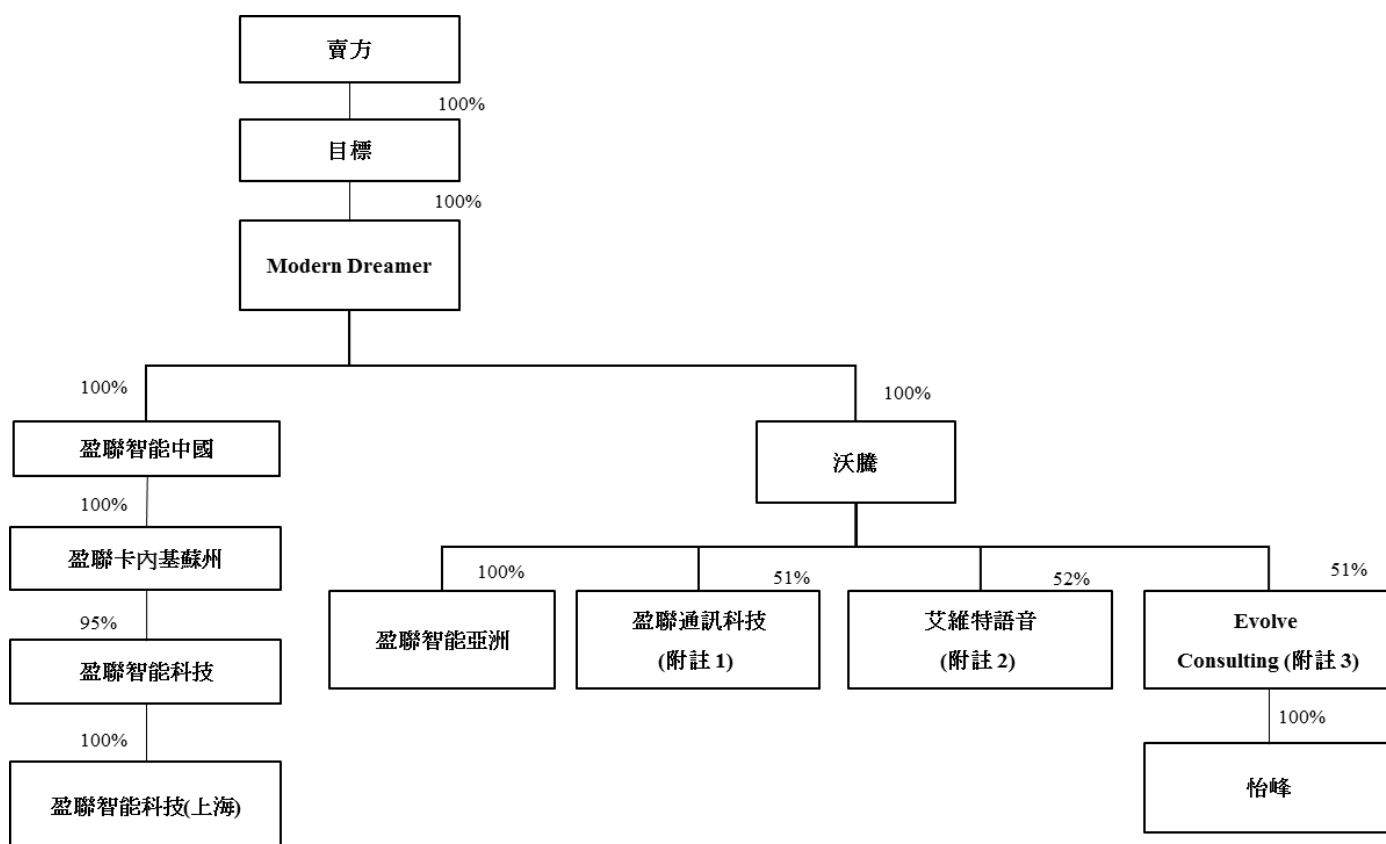 賣方
100%
目標
100%
Modern Dreamer
100%
100%
盈聯智能中國
沃騰
100%
盈聯卡內基蘇州
100%
51%
52%
51%
95%
盈聯智能科技
盈聯智能亞洲
盈聯通訊科技
(附註 1)
艾維特語音
(附註 2)
Evolve
Consulting (附註 3)
100%
100%
盈聯智能科技(上海)
怡峰